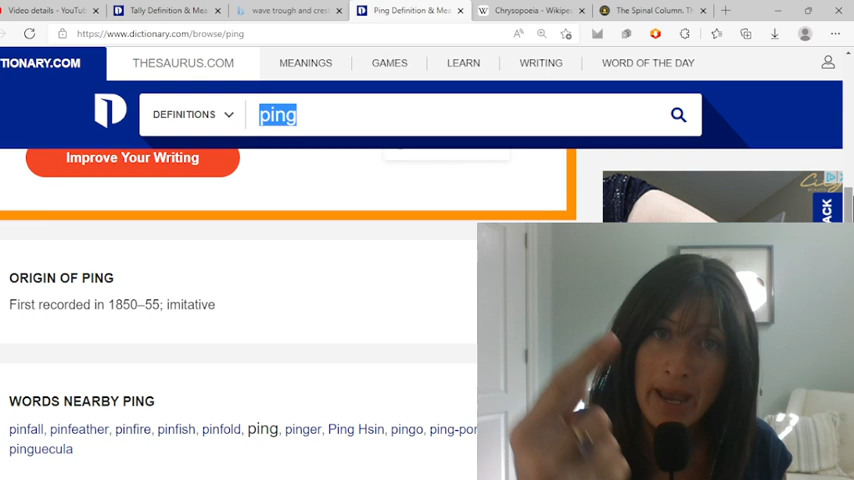 Video details - YouTub
Tally Definition & Mea
wave trough and crest
Ping Definition & Mea
Chrysopoeia - Wikipe
The Spinal Column. Th
https://www.dictionary.com/browse/ping
TIONARY.COM
THESAURUS.COM
MEANINGS
GAMES
LEARN
WRITING
WORD OF THE DAY
DEFINITIONS
ping
Improve Your Writing
City
ACK
ORIGIN OF PING
First recorded in 1850–55; imitative
WORDS NEARBY PING
pinfall, pinfeather, pinfire, pinfish, pinfold, ping, pinger, Ping Hsin, pingo, ping-por
pinguecula